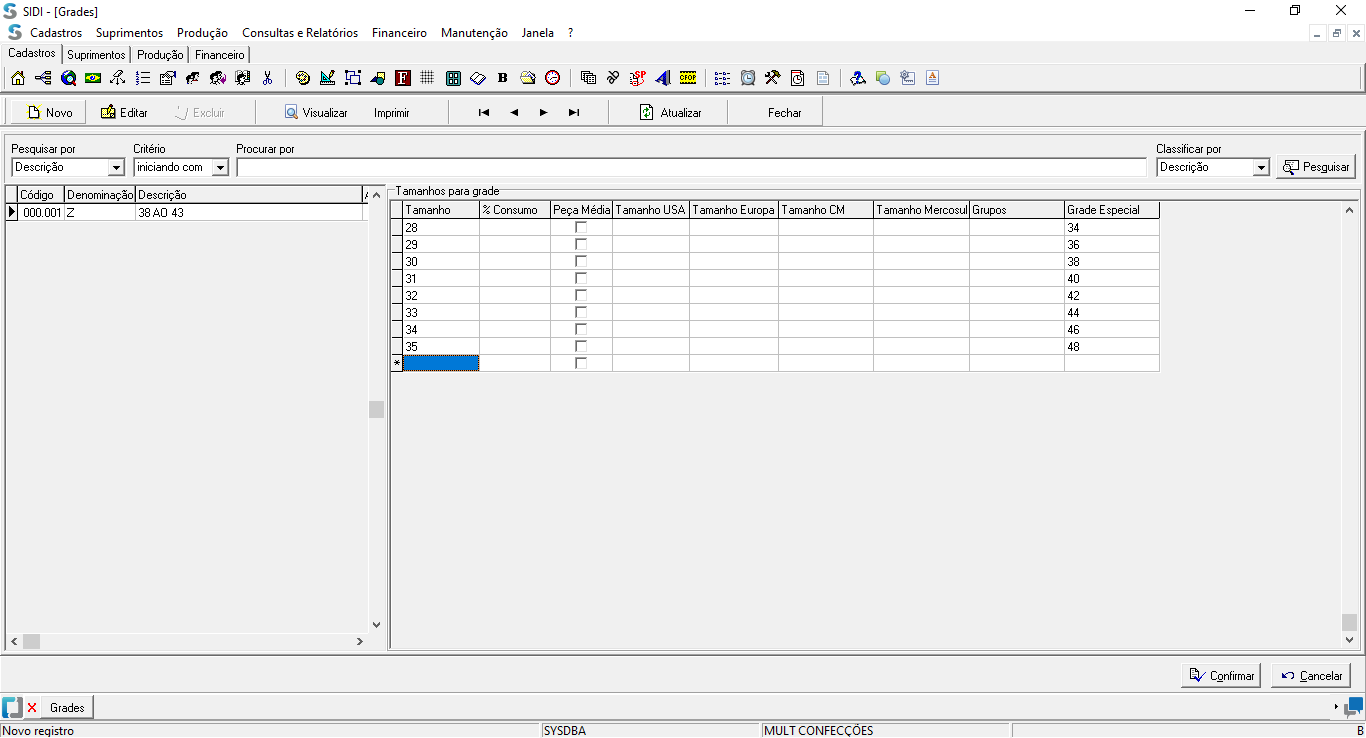 SIDI - [Grades]
Cadastros Suprimentos Produção Consultas e Relatórios Financeiro Manutenção Janela ?
Cadastros Suprimentos Produção Financeiro
SP F B SP CFOP A
Novo Editar Excluir Visualizar Imprimir Atualizar Fechar
Pesquisar por Critério Procurar por Classificar por
Descrição iniciando com Descrição Pesquisar
Tamanhos para grade
Código Denominação Descrição
000.001 Z 38 AO 43
Tamanho % Consumo Peça Média Tamanho USA Tamanho Europa Tamanho CM Tamanho Mercosul Grupos Grade Especial
28 34
29 36
30 38
31 40
32 42
33 44
34 46
35 48
*
Confirmar Cancelar
Grades
Novo registro SYSDBA MULT CONFECÇÕES B